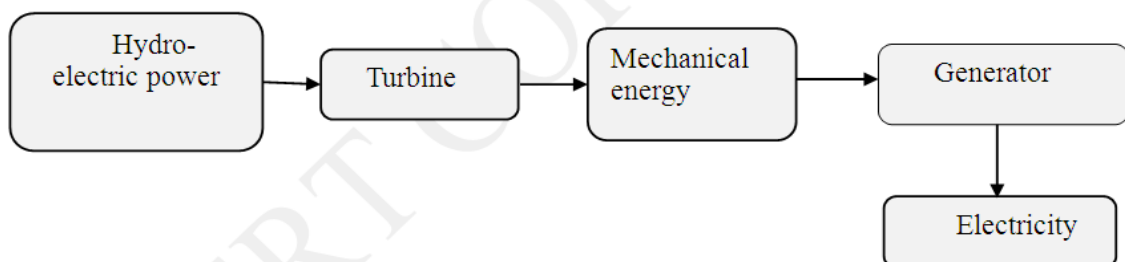 Hydro-
electric power
Turbine
Mechanical
energy
Generator
Electricity